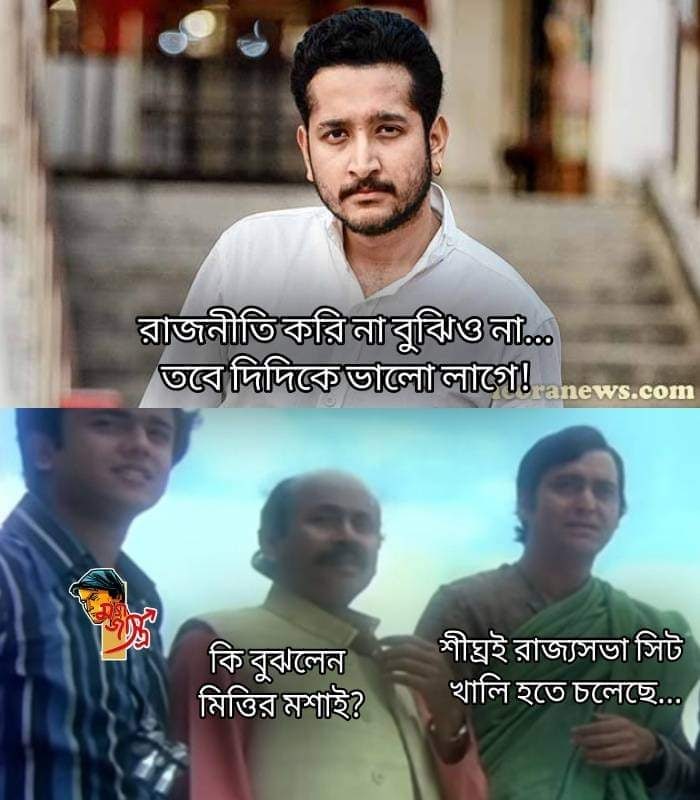 রাজনীতি করি না বুঝিও না...
তবে দিদিকে ভালো লাগে!
ranews.com
কি বুঝলেন
মিত্তির মশাই?
শীঘ্রই রাজ্যসভা সিট
খালি হতে চলেছে...